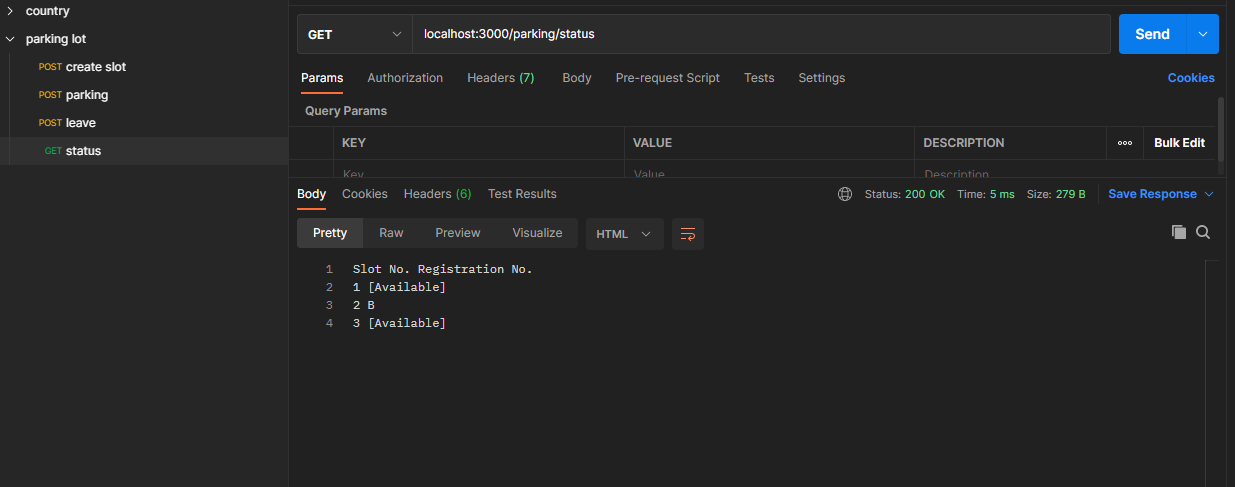 country
parking lot
POST create slot
POST parking
POST leave
GET status
GET localhost:3000/parking/status Send
Params Authorization Headers (7) Body Pre-request Script Tests Settings Cookies
Query Params
KEY VALUE DESCRIPTION ooo Bulk Edit
Key Value Description
Body Cookies Headers (6) Test Results Status: 200 OK Time: 5 ms Size: 279 B Save Response
Pretty Raw Preview Visualize HTML
1 Slot No. Registration No.
2 1 [Available]
3 2 B
4 3 [Available]